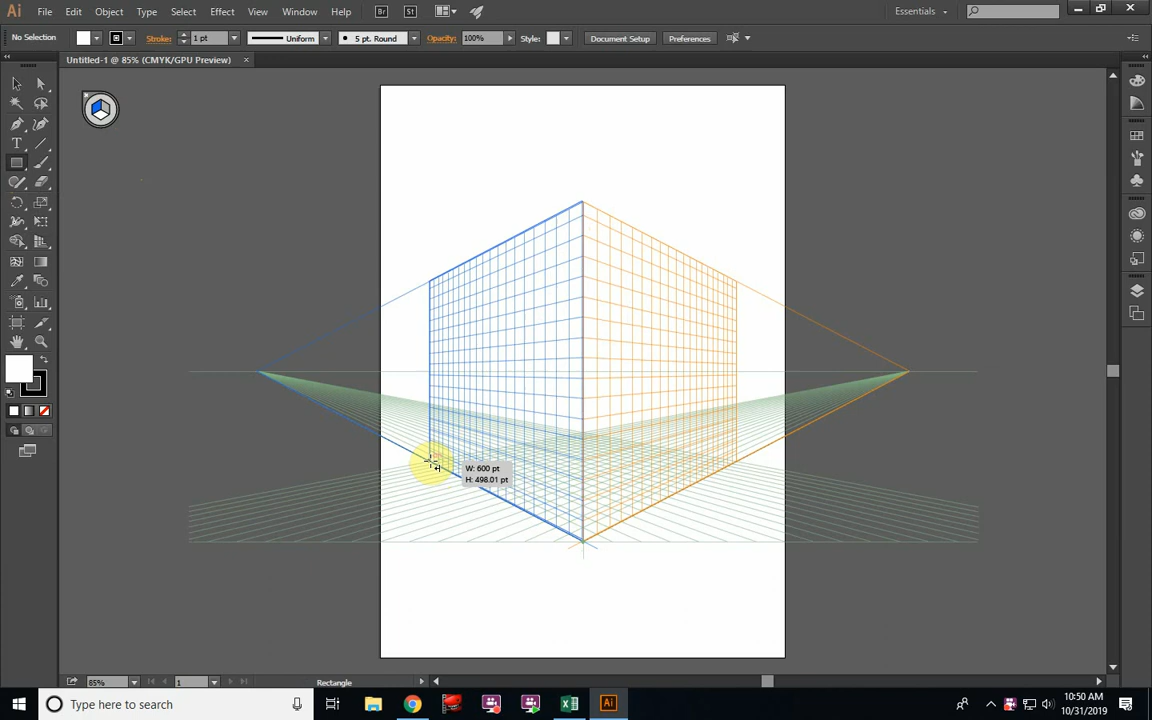 Ai File Edit Object Type Select Effect View Window Help Br St Essentials
No Selection Stroke: 1 pt Uniform 5 pt. Round Opacity: 100% Style: Document Setup Preferences
Untitled-1 @ 85% (CMYK/GPU Preview) ×
T
W: 600 pt
H: 498.01 pt
85% 1 Rectangle
Type here to search Ai 10:50 AM
10/31/2019